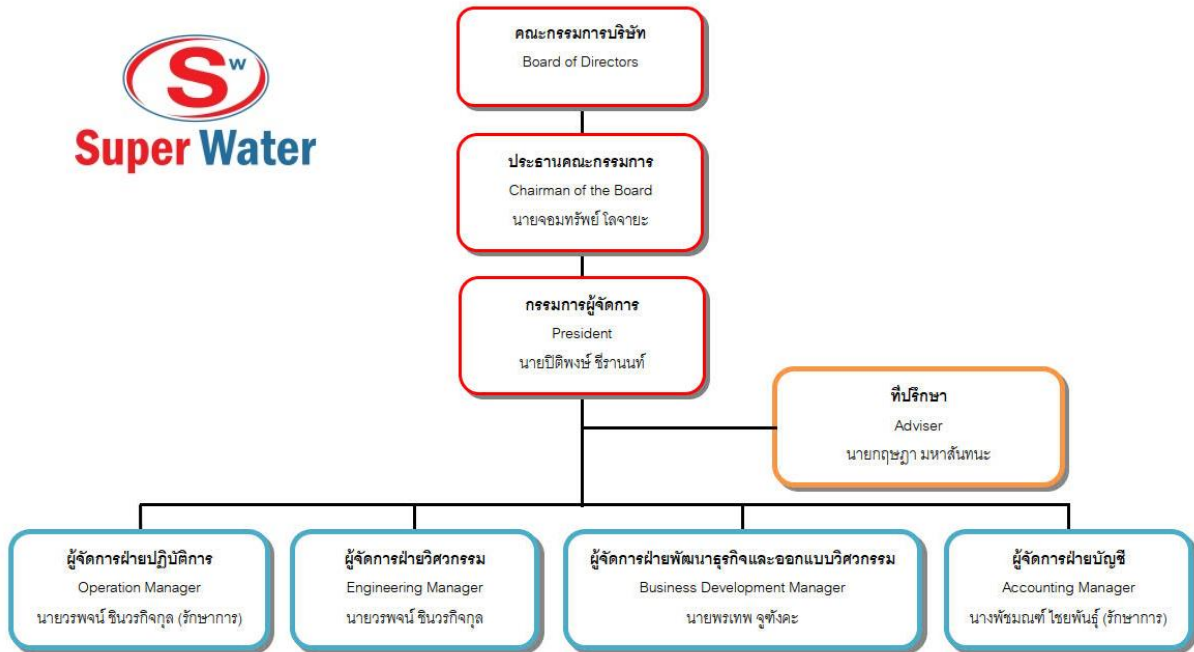 S W
Super Water
คณะกรรมการบริษัท
Board of Directors
ประธานคณะกรรมการ
Chairman of the Board
นายจอมทรัพย์ โลจายะ
กรรมการผู้จัดการ
President
นายปิติพงษ์ ชีรานนท์
ที่ปรึกษา
Adviser
นายกฤษฎา มหาสันทนะ
ผู้จัดการฝ่ายปฏิบัติการ
Operation Manager
นายวรพจน์ ชินวรกิจกุล (รักษาการ)
ผู้จัดการฝ่ายวิศวกรรม
Engineering Manager
นายวรพจน์ ชินวรกิจกุล
ผู้จัดการฝ่ายพัฒนาธุรกิจและออกแบบวิศวกรรม
Business Development Manager
นายพรเทพ จูฑังคะ
ผู้จัดการฝ่ายบัญชี
Accounting Manager
นางพัชมณฑ์ ไชยพันธุ์ (รักษาการ)